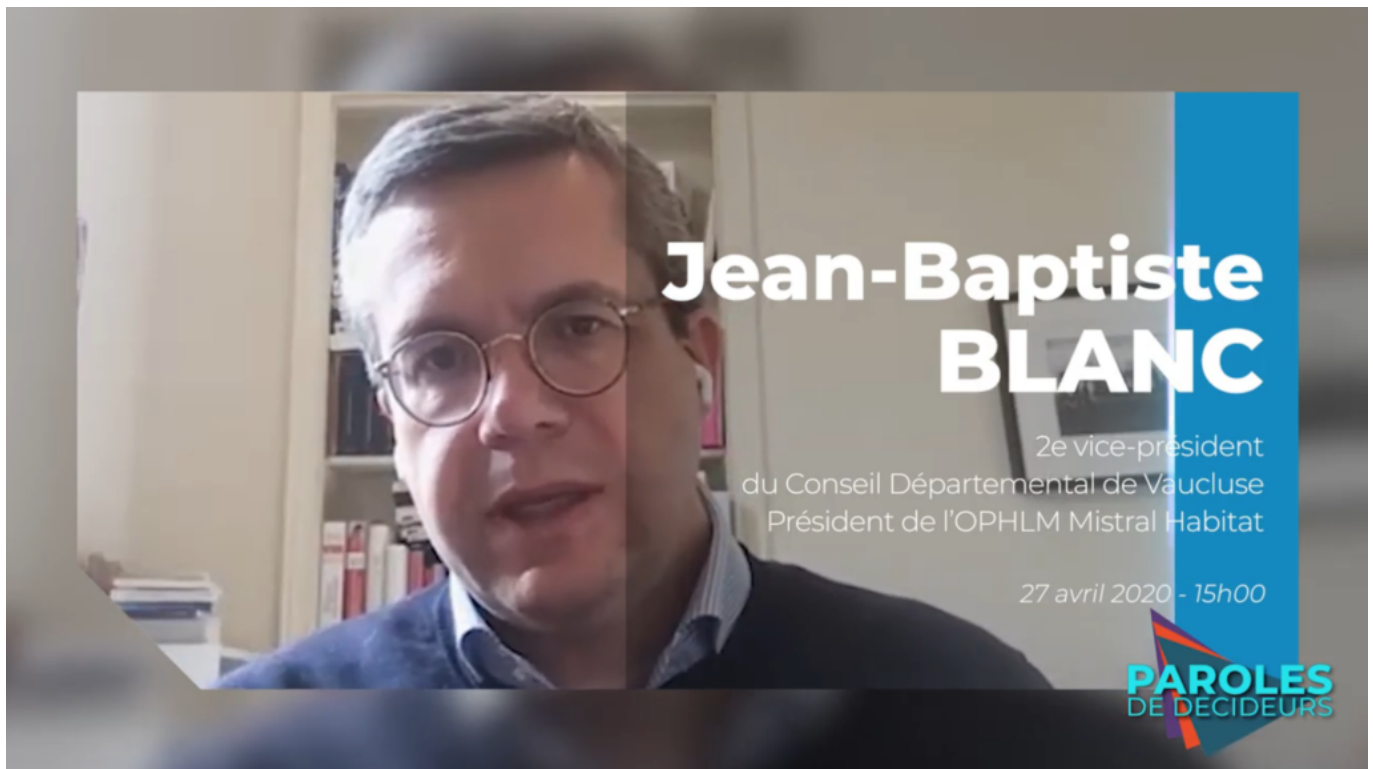 Jean-Baptiste
BLANC
2e vice-président
du Conseil Départemental de Vaucluse
Président de l'OPHLM Mistral Habitat
27 avril 2020 - 15h00
PAROLES
DE DECIDEURS